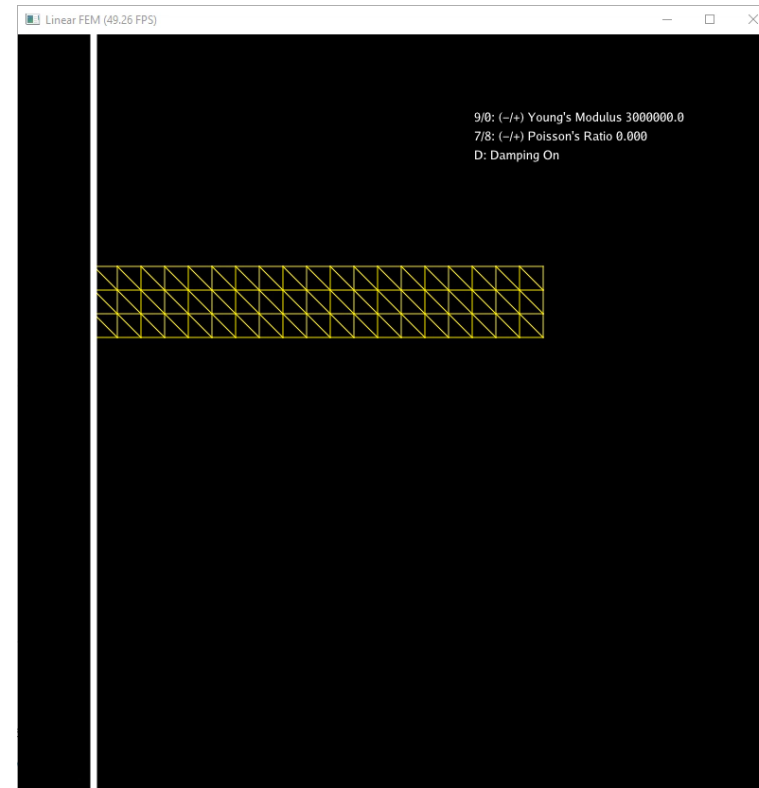 Linear FEM (49.26 FPS)
9/0: (-/+) Young's Modulus 3000000.0
7/8: (-/+) Poisson's Ratio 0.000
D: Damping On